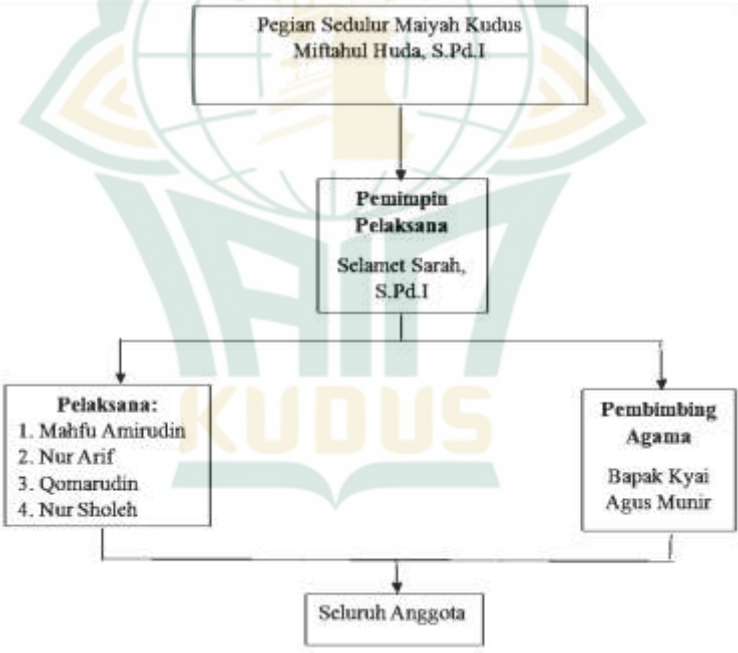 Pegian Sedulur Maiyah Kudus
Miftahul Huda, S.Pd.I
Pemimpin
Pelaksana
Selamet Sarah,
S.Pd.I
Pelaksana:
1. Mahfu Amirudin
2. Nur Arif
3. Qomarudin
4. Nur Sholeh
Pembimbing
Agama
Bapak Kyai
Agus Munir
Seluruh Anggota
IAIN
KUDUS